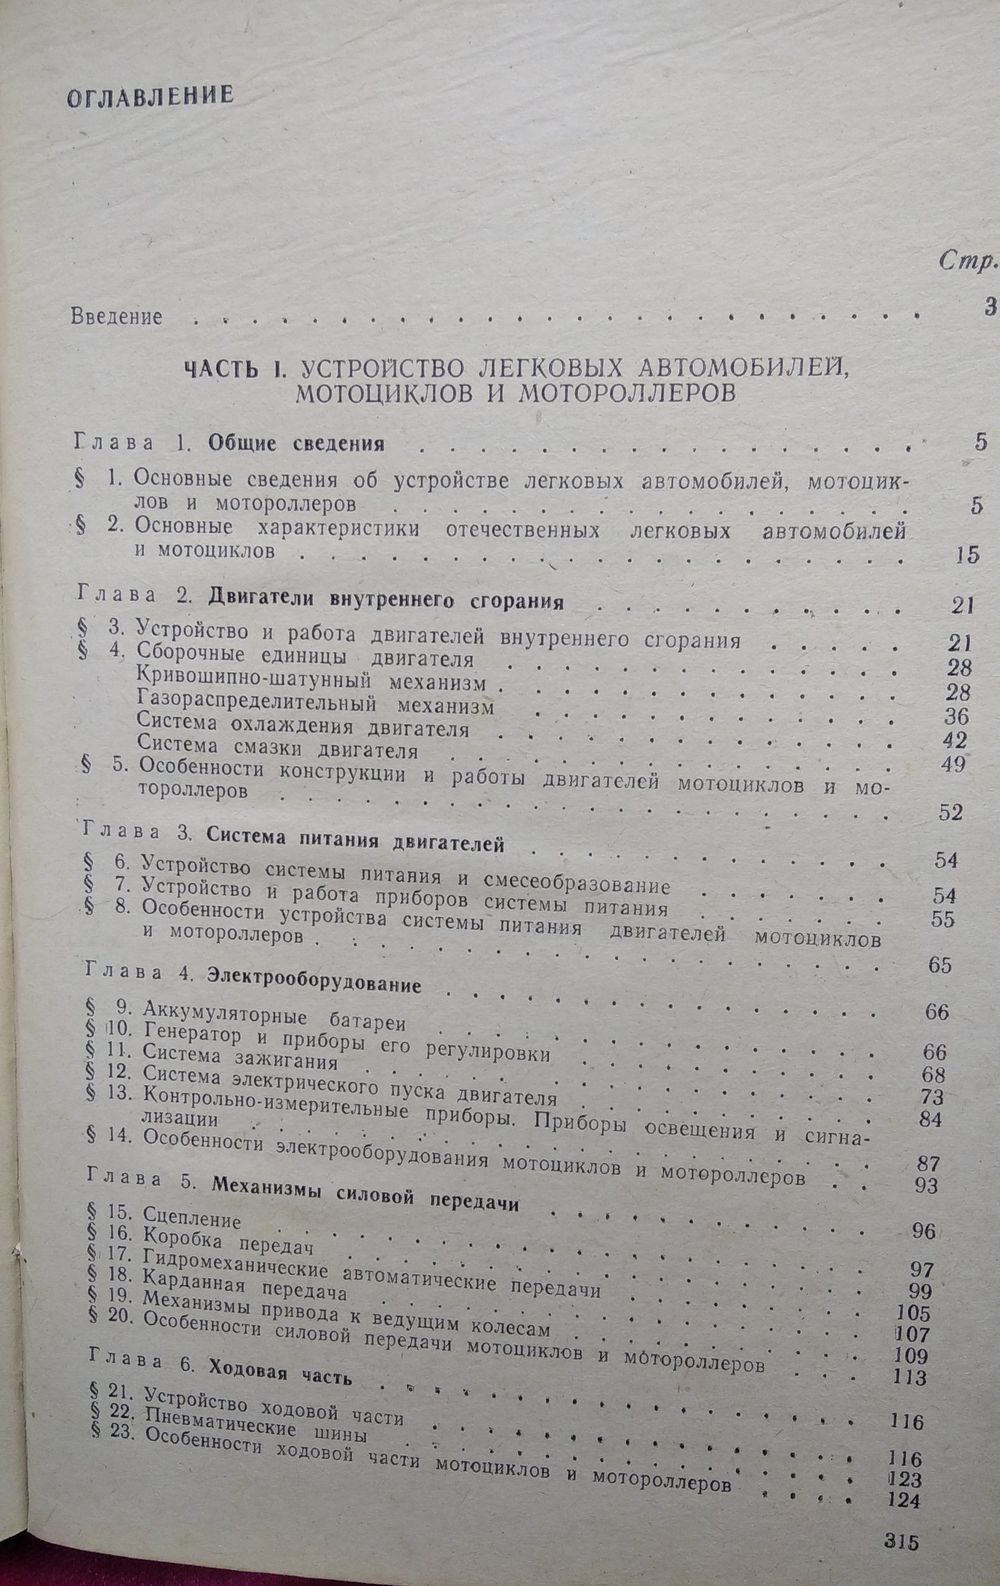 ОГЛАВЛЕНИЕ
Стр.
Введение . . . . . . . . . . . . . . . . . . . . . . . . . 3
ЧАСТЬ I. УСТРОЙСТВО ЛЕГКОВЫХ АВТОМОБИЛЕЙ,
МОТОЦИКЛОВ И МОТОРОЛЛЕРОВ
Глава 1. Общие сведения . . . . . . . . . . . . . . . . . 5
§ 1. Основные сведения об устройстве легковых автомобилей, мотоцик-
лов и мотороллеров . . . . . . . . . . . . . . . . . . 5
§ 2. Основные характеристики отечественных легковых автомобилей
и мотоциклов . . . . . . . . . . . . . . . . . . . . . 15
Глава 2. Двигатели внутреннего сгорания . . . . . . . . . . . 21
§ 3. Устройство и работа двигателей внутреннего сгорания . . . . . 21
§ 4. Сборочные единицы двигателя . . . . . . . . . . . . . . 28
Кривошипно-шатунный механизм . . . . . . . . . . . . . 28
Газораспределительный механизм . . . . . . . . . . . . . 36
Система охлаждения двигателя . . . . . . . . . . . . . . 42
Система смазки двигателя . . . . . . . . . . . . . . . . 49
§ 5. Особенности конструкции и работы двигателей мотоциклов и мо-
тороллеров . . . . . . . . . . . . . . . . . . . . . . 52
Глава 3. Система питания двигателей . . . . . . . . . . . . . 54
§ 6. Устройство системы питания и смесеобразование . . . . . . . 54
§ 7. Устройство и работа приборов системы питания . . . . . . . 55
§ 8. Особенности устройства системы питания двигателей мотоциклов
и мотороллеров . . . . . . . . . . . . . . . . . . . . 65
Глава 4. Электрооборудование . . . . . . . . . . . . . . . . 66
§ 9. Аккумуляторные батареи . . . . . . . . . . . . . . . . 66
§ 10. Генератор и приборы его регулировки . . . . . . . . . . . 68
§ 11. Система зажигания . . . . . . . . . . . . . . . . . . . 73
§ 12. Система электрического пуска двигателя . . . . . . . . . . 84
§ 13. Контрольно-измерительные приборы. Приборы освещения и сигна-
лизации . . . . . . . . . . . . . . . . . . . . . . . 87
§ 14. Особенности электрооборудования мотоциклов и мотороллеров . . 93
Глава 5. Механизмы силовой передачи . . . . . . . . . . . . 96
§ 15. Сцепление . . . . . . . . . . . . . . . . . . . . . . 97
§ 16. Коробка передач . . . . . . . . . . . . . . . . . . . 99
§ 17. Гидромеханические автоматические передачи . . . . . . . . . 105
§ 18. Карданная передача . . . . . . . . . . . . . . . . . . 107
§ 19. Механизмы привода к ведущим колесам . . . . . . . . . . 109
§ 20. Особенности силовой передачи мотоциклов и мотороллеров . . . 113
Глава 6. Ходовая часть . . . . . . . . . . . . . . . . . . 116
§ 21. Устройство ходовой части . . . . . . . . . . . . . . . . 116
§ 22. Пневматические шины . . . . . . . . . . . . . . . . . 123
§ 23. Особенности ходовой части мотоциклов и мотороллеров . . . . 124
315